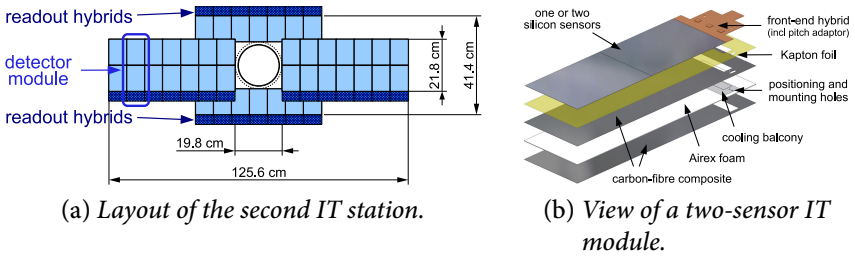 readout hybrids
detector
module
readout hybrids
21.8 cm
41.4 cm
19.8 cm
125.6 cm
(a) Layout of the second IT station.
one or two
silicon sensors
front-end hybrid
(incl pitch adaptor)
Kapton foil
positioning and
mounting holes
cooling balcony
Airex foam
carbon-fibre composite
(b) View of a two-sensor IT
module.